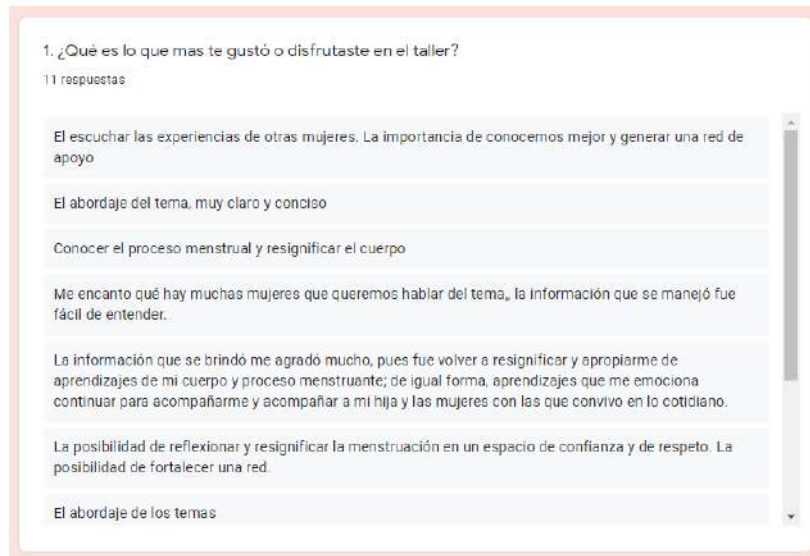 1. ¿Qué es lo que mas te gustó o disfrutaste en el taller?
11 respuestas
El escuchar las experiencias de otras mujeres. La importancia de conocernos mejor y generar una red de
apoyo
El abordaje del tema, muy claro y conciso
Conocer el proceso menstrual y resignificar el cuerpo
Me encanto qué hay muchas mujeres que queremos hablar del tema,, la información que se manejó fue
fácil de entender.
La información que se brindó me agradó mucho, pues fue volver a resignificar y apropiarme de
aprendizajes de mi cuerpo y proceso menstruante; de igual forma, aprendizajes que me emociona
continuar para acompañarme y acompañar a mi hija y las mujeres con las que convivo en lo cotidiano.
La posibilidad de reflexionar y resignificar la menstruación en un espacio de confianza y de respeto. La
posibilidad de fortalecer una red.
El abordaje de los temas